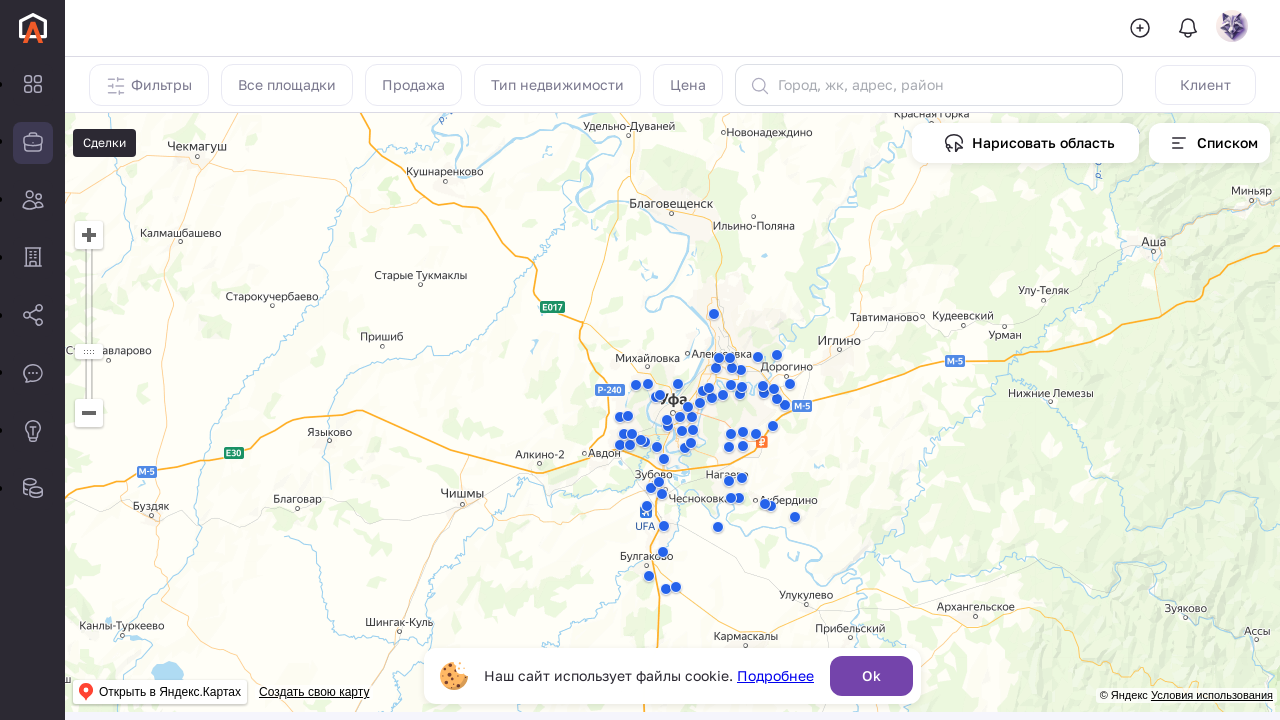 Фильтры
Все площадки
Продажа
Тип недвижимости
Цена
Город, жк, адрес, район
Клиент
Сделки
Нарисовать область
Списком
Удельно-Дуваней
Новонадеждино
Красная Горка
Чекмагуш
Кушнаренково
Миньяр
Благовещенск
Ильино-Поляна
Калмашбашево
Аша
Старые Тукмаклы
Старокучербаево
Улу-Теляк
E017
Тавтиманово
Кудеевский
Урман
Пришиб
Иглино
Михайловка
Дорогино
М-5
Р-240
Нижние Лемезы
Уфа
М-5
Языково
E30
Авдон
Алкино-2
М-5
Зубово
Нагаево
Буздяк
Благовар
Чишмы
Чесноковка
Акбердино
UFA
Булгаково
Улукулево
Архангельское
Зуяково
Канлы-Туркеево
Шингак-Куль
Прибельский
Асcы
Кармаскалы
Наш сайт использует файлы cookie. Подробнее
Ok
Открыть в Яндекс.Картах
Создать свою карту
© Яндекс Условия использования